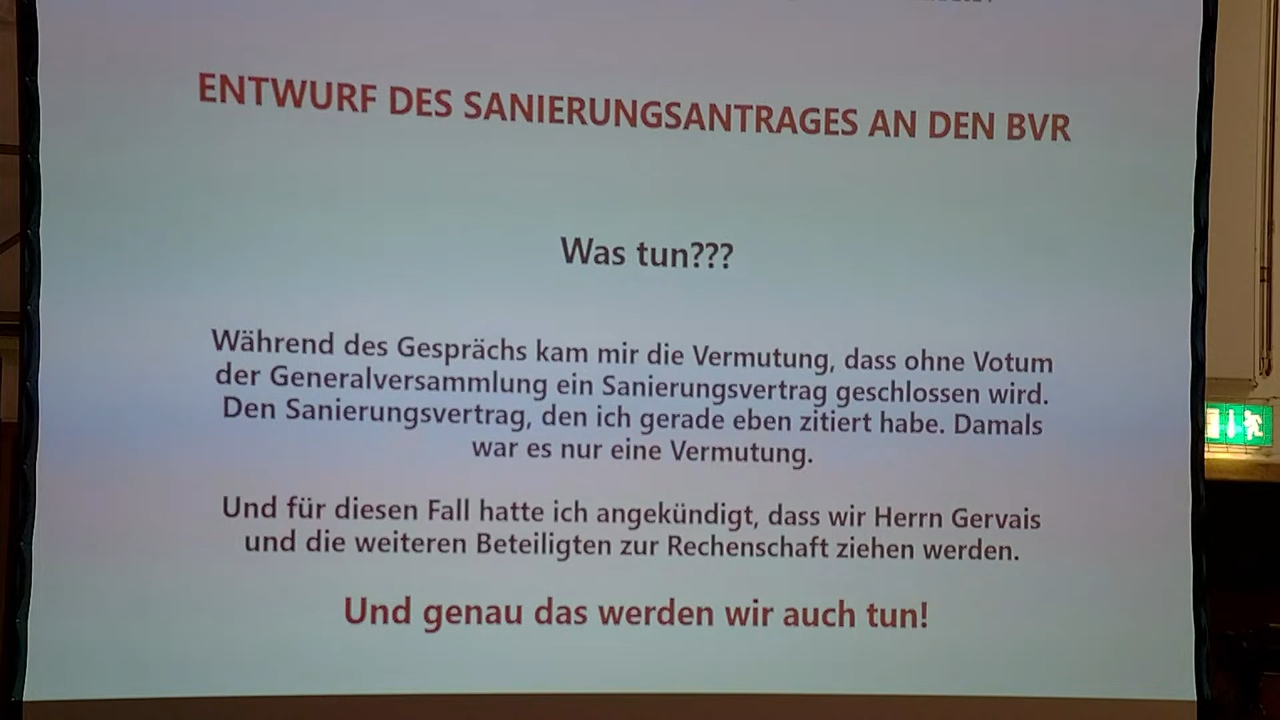 ENTWURF DES SANIERUNGSANTRAGES AN DEN BVR
Was tun???
Während des Gesprächs kam mir die Vermutung, dass ohne Votum
der Generalversammlung ein Sanierungsvertrag geschlossen wird.
Den Sanierungsvertrag, den ich gerade eben zitiert habe. Damals
war es nur eine Vermutung.
Und für diesen Fall hatte ich angekündigt, dass wir Herrn Gervais
und die weiteren Beteiligten zur Rechenschaft ziehen werden.
Und genau das werden wir auch tun!